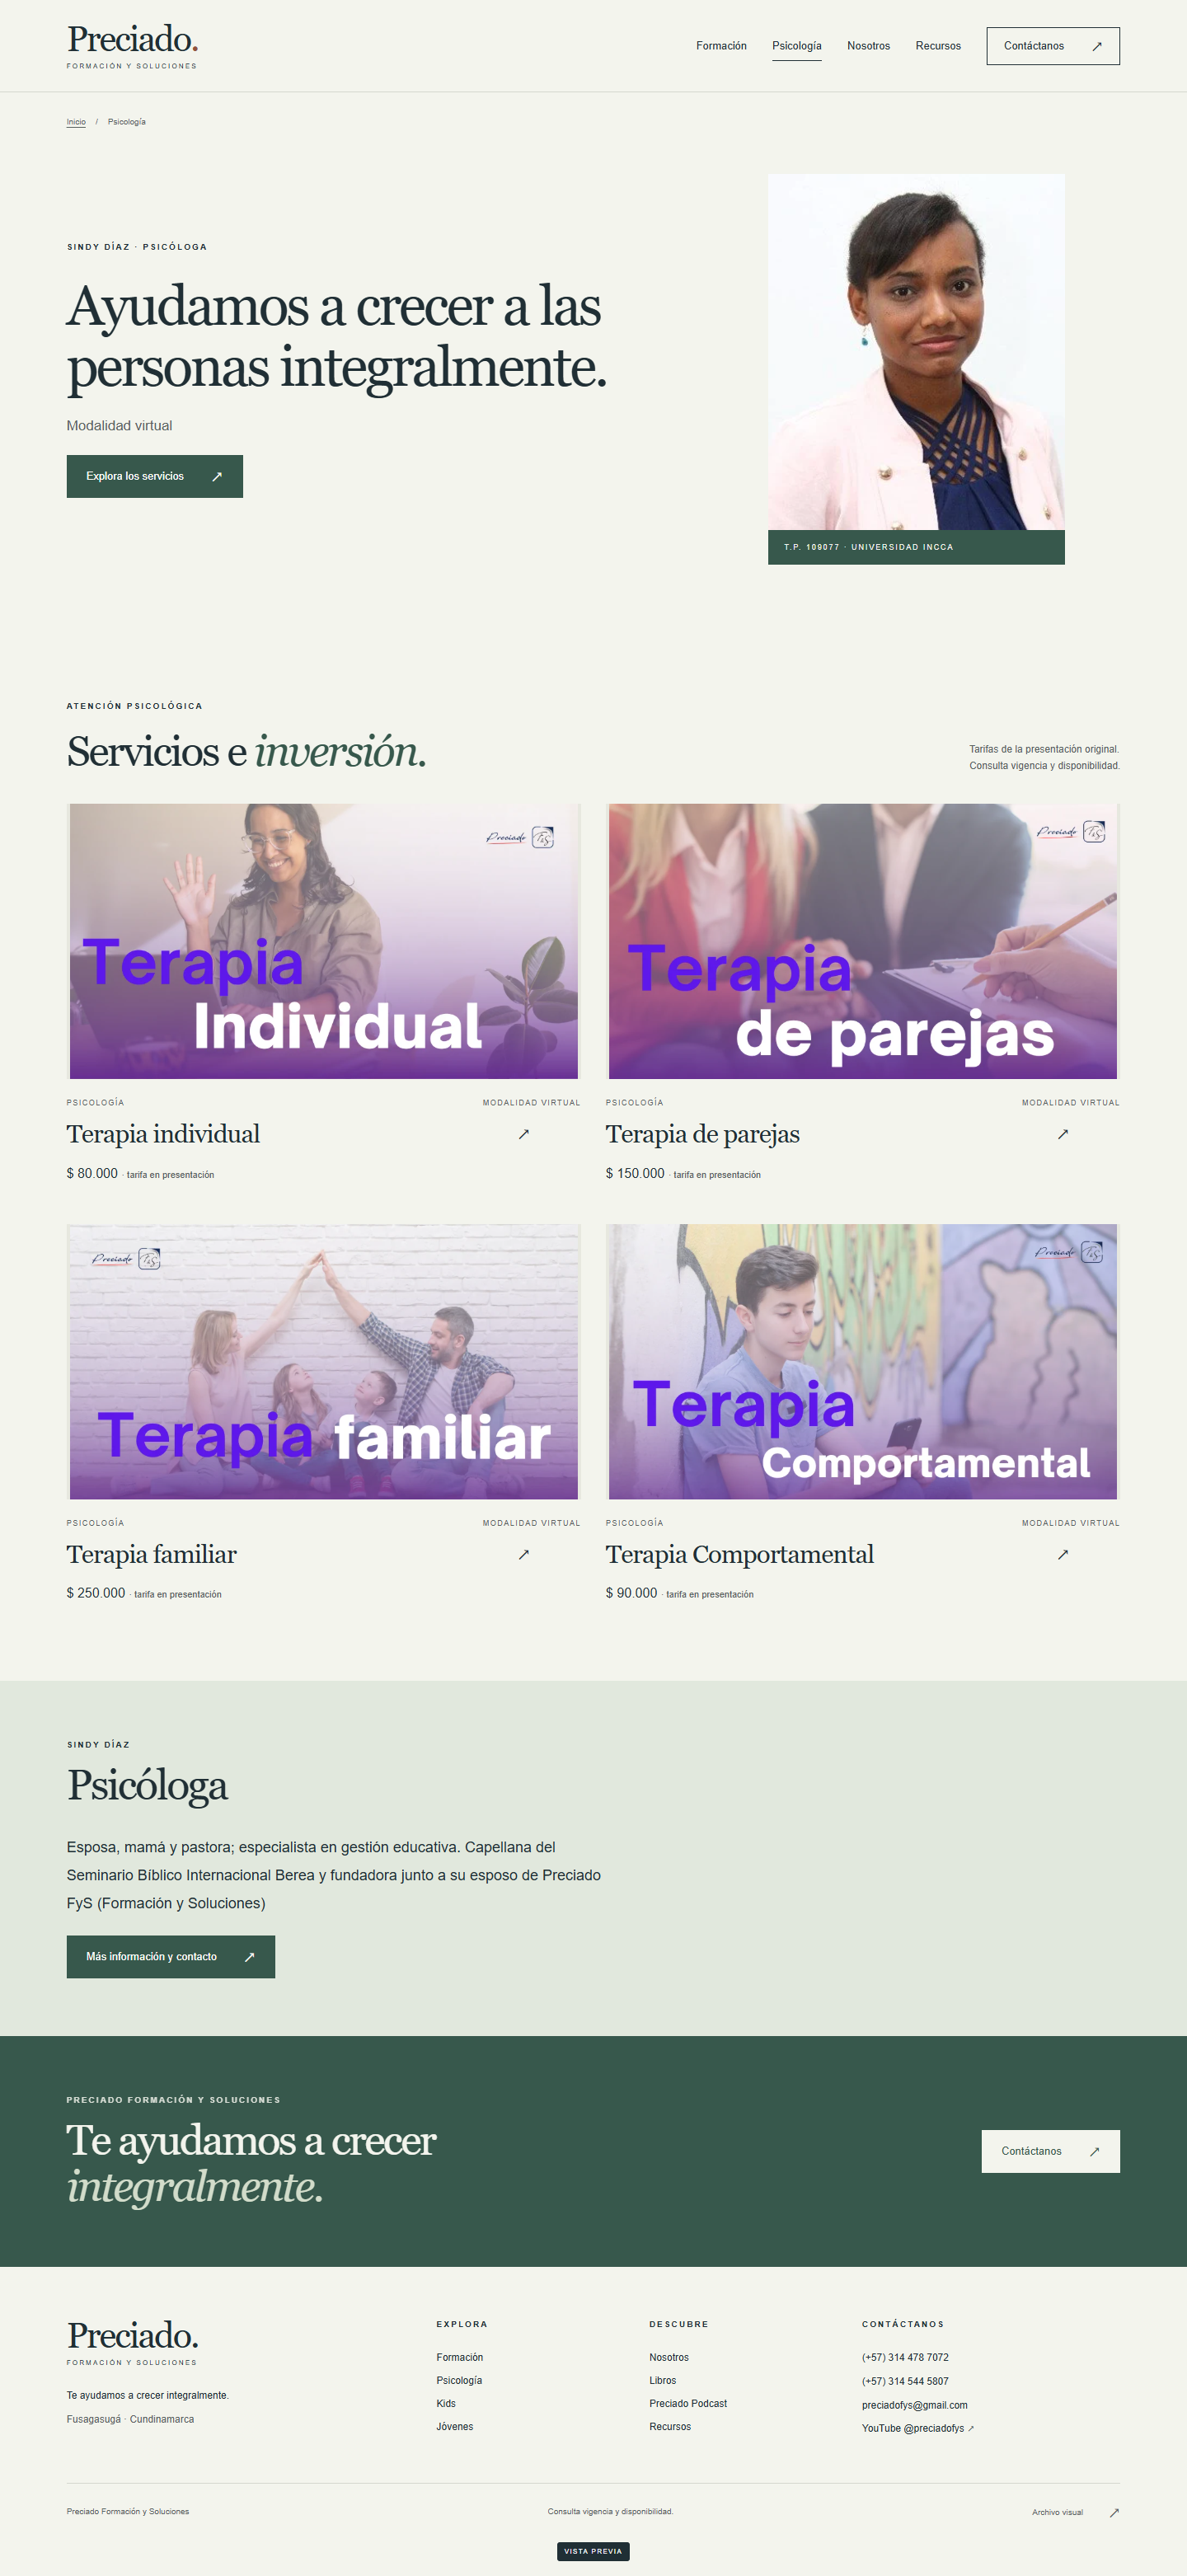 Preciado.
FORMACIÓN Y SOLUCIONES
Formación
Psicología
Nosotros
Recursos
Contáctanos ↗
Inicio / Psicología
SINDY DÍAZ · PSICÓLOGA
Ayudamos a crecer a las
personas integralmente.
Modalidad virtual
Explora los servicios ↗
T.P. 109077 · UNIVERSIDAD INCCA
ATENCIÓN PSICOLÓGICA
Servicios e inversión.
Tarifas de la presentación original.
Consulta vigencia y disponibilidad.
Preciado FyS
Terapia
Individual
Preciado FyS
Terapia
de parejas
PSICOLOGÍA
MODALIDAD VIRTUAL
Terapia individual ↗
$ 80.000 · tarifa en presentación
PSICOLOGÍA
MODALIDAD VIRTUAL
Terapia de parejas ↗
$ 150.000 · tarifa en presentación
Preciado FyS
Terapia familiar
Preciado FyS
Terapia
Comportamental
PSICOLOGÍA
MODALIDAD VIRTUAL
Terapia familiar ↗
$ 250.000 · tarifa en presentación
PSICOLOGÍA
MODALIDAD VIRTUAL
Terapia Comportamental ↗
$ 90.000 · tarifa en presentación
SINDY DÍAZ
Psicóloga
Esposa, mamá y pastora; especialista en gestión educativa. Capellana del
Seminario Bíblico Internacional Berea y fundadora junto a su esposo de Preciado
FyS (Formación y Soluciones)
Más información y contacto ↗
PRECIADO FORMACIÓN Y SOLUCIONES
Te ayudamos a crecer
integralmente.
Contáctanos ↗
Preciado.
FORMACIÓN Y SOLUCIONES
Te ayudamos a crecer integralmente.
Fusagasugá · Cundinamarca
EXPLORA
Formación
Psicología
Kids
Jóvenes
DESCUBRE
Nosotros
Libros
Preciado Podcast
Recursos
CONTÁCTANOS
(+57) 314 478 7072
(+57) 314 544 5807
preciadofys@gmail.com
YouTube @preciadofys ↗
Preciado Formación y Soluciones
Consulta vigencia y disponibilidad.
Archivo visual ↗
VISTA PREVIA